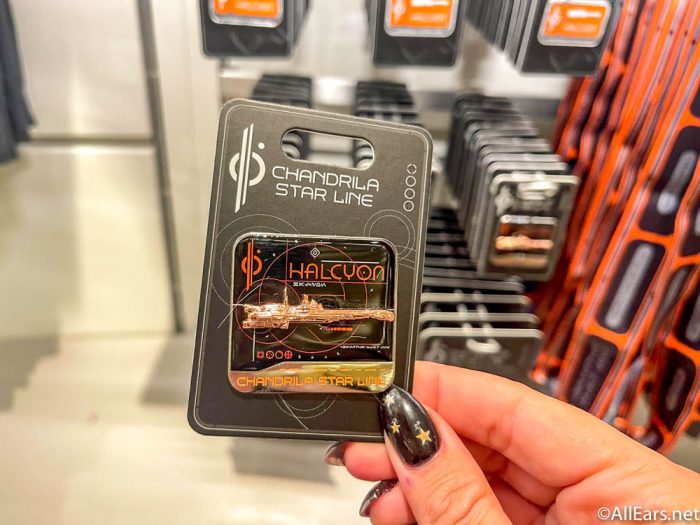 CHANDRILA
STAR LINE
HALCYON
CHANDRILA STAR LINE
©AllEars.net